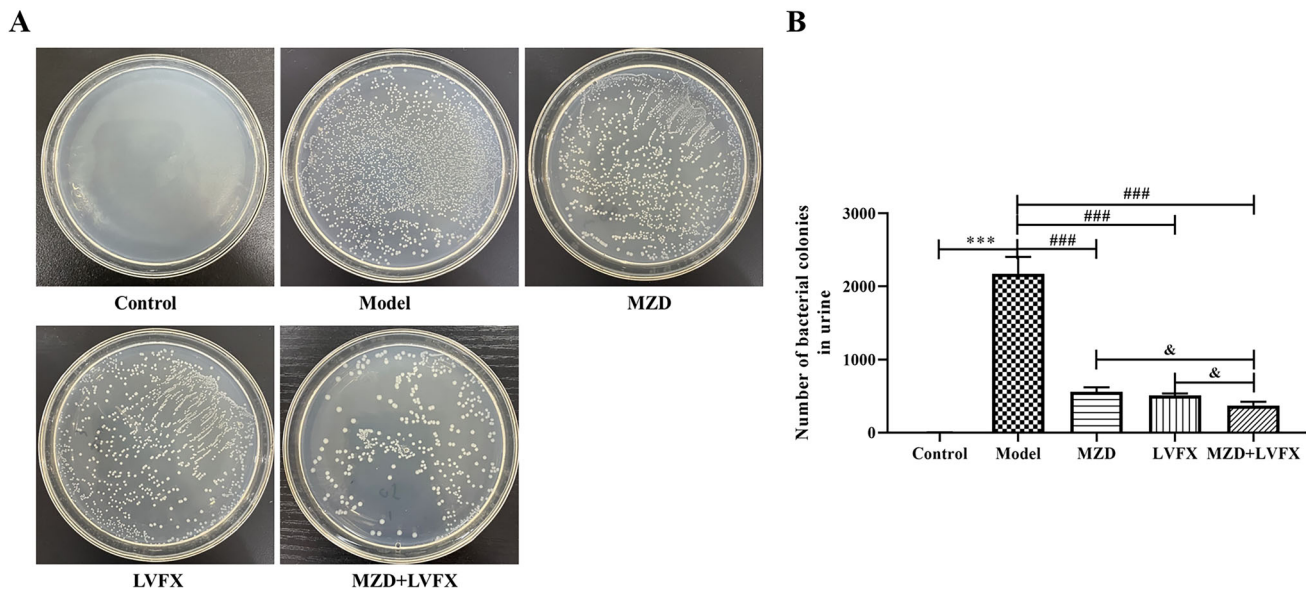 A
Control
Model
MZD
LVFX
MZD+LVFX
B
Number of bacterial colonies
in urine
3000
2000
1000
0
###
###
***
###
&
&
Control
Model
MZD
LVFX
MZD+LVFX